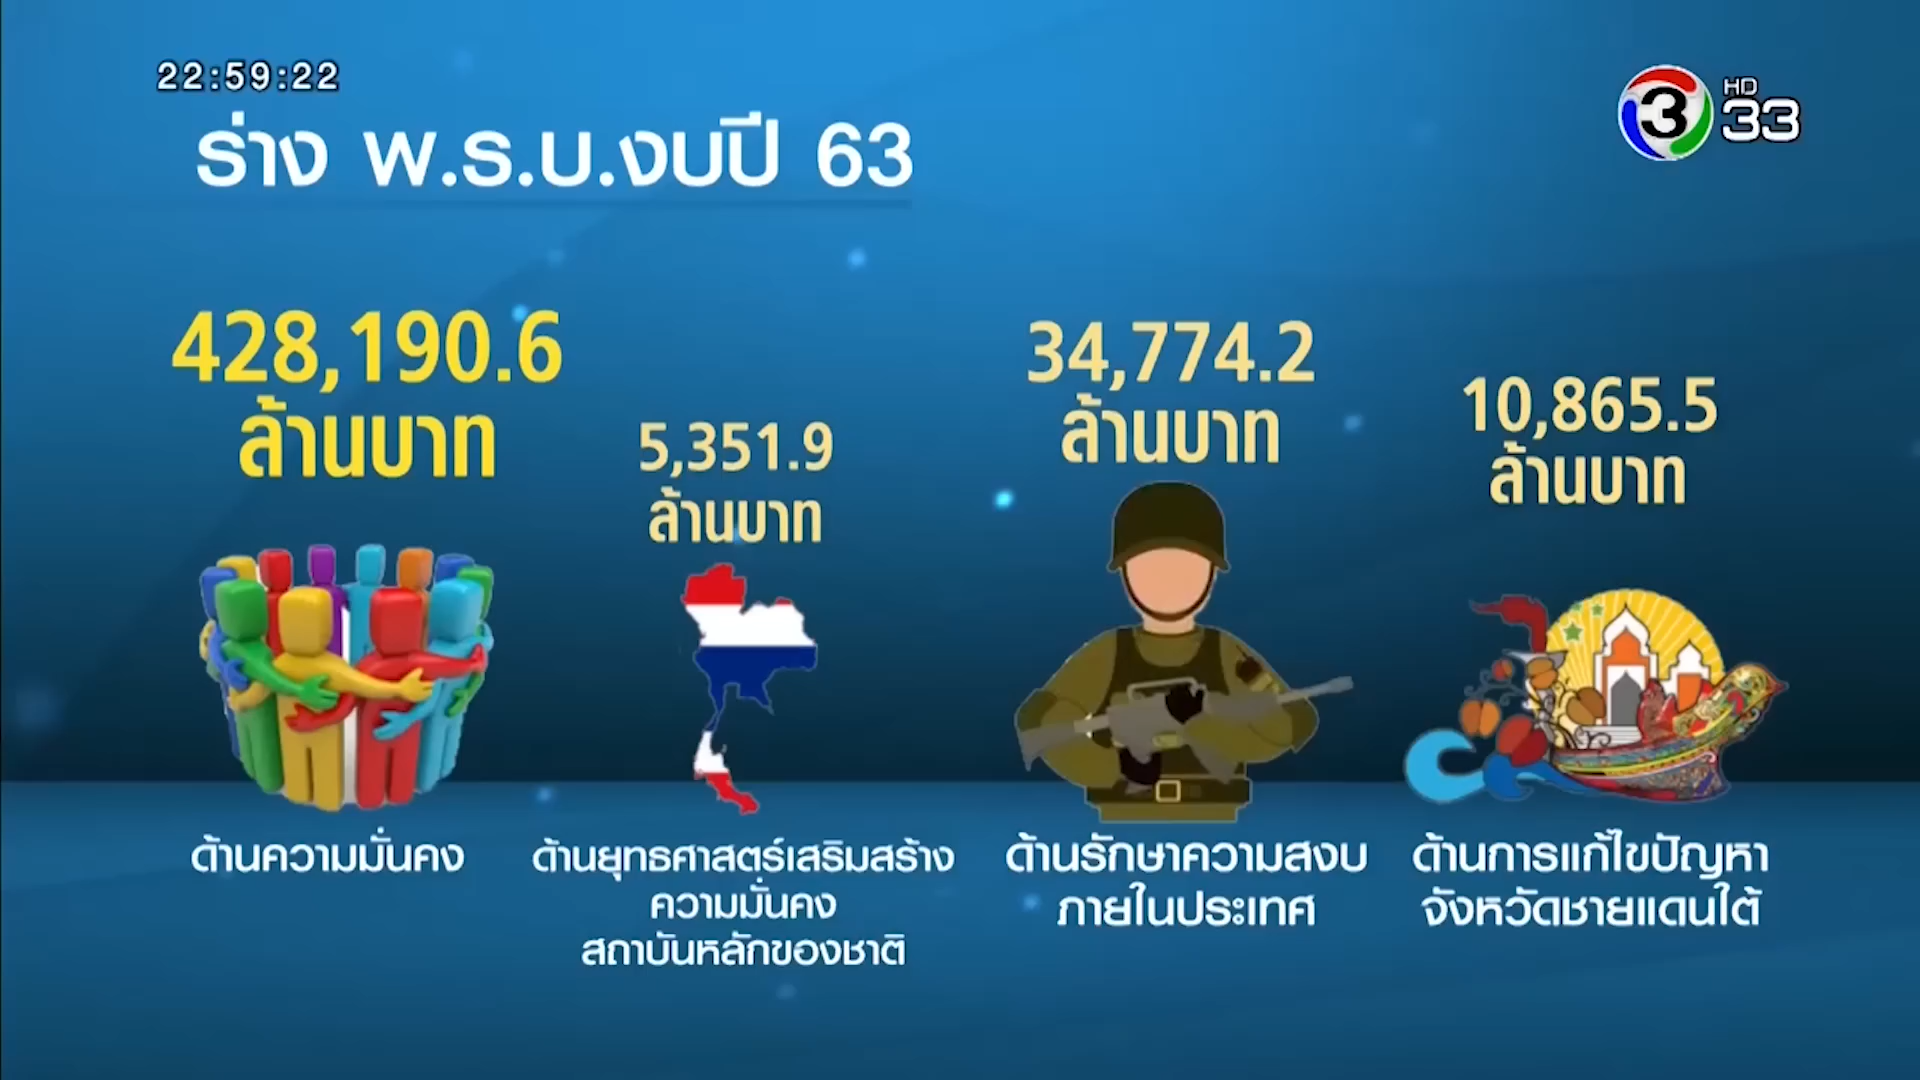 22:59:22
3 HD 33
ร่าง พ.ร.บ.งบปี 63
428,190.6
ล้านบาท
5,351.9
ล้านบาท
34,774.2
ล้านบาท
10,865.5
ล้านบาท
ด้านความมั่นคง
ด้านยุทธศาสตร์เสริมสร้าง
ความมั่นคง
สถาบันหลักของชาติ
ด้านรักษาความสงบ
ภายในประเทศ
ด้านการแก้ไขปัญหา
จังหวัดชายแดนใต้